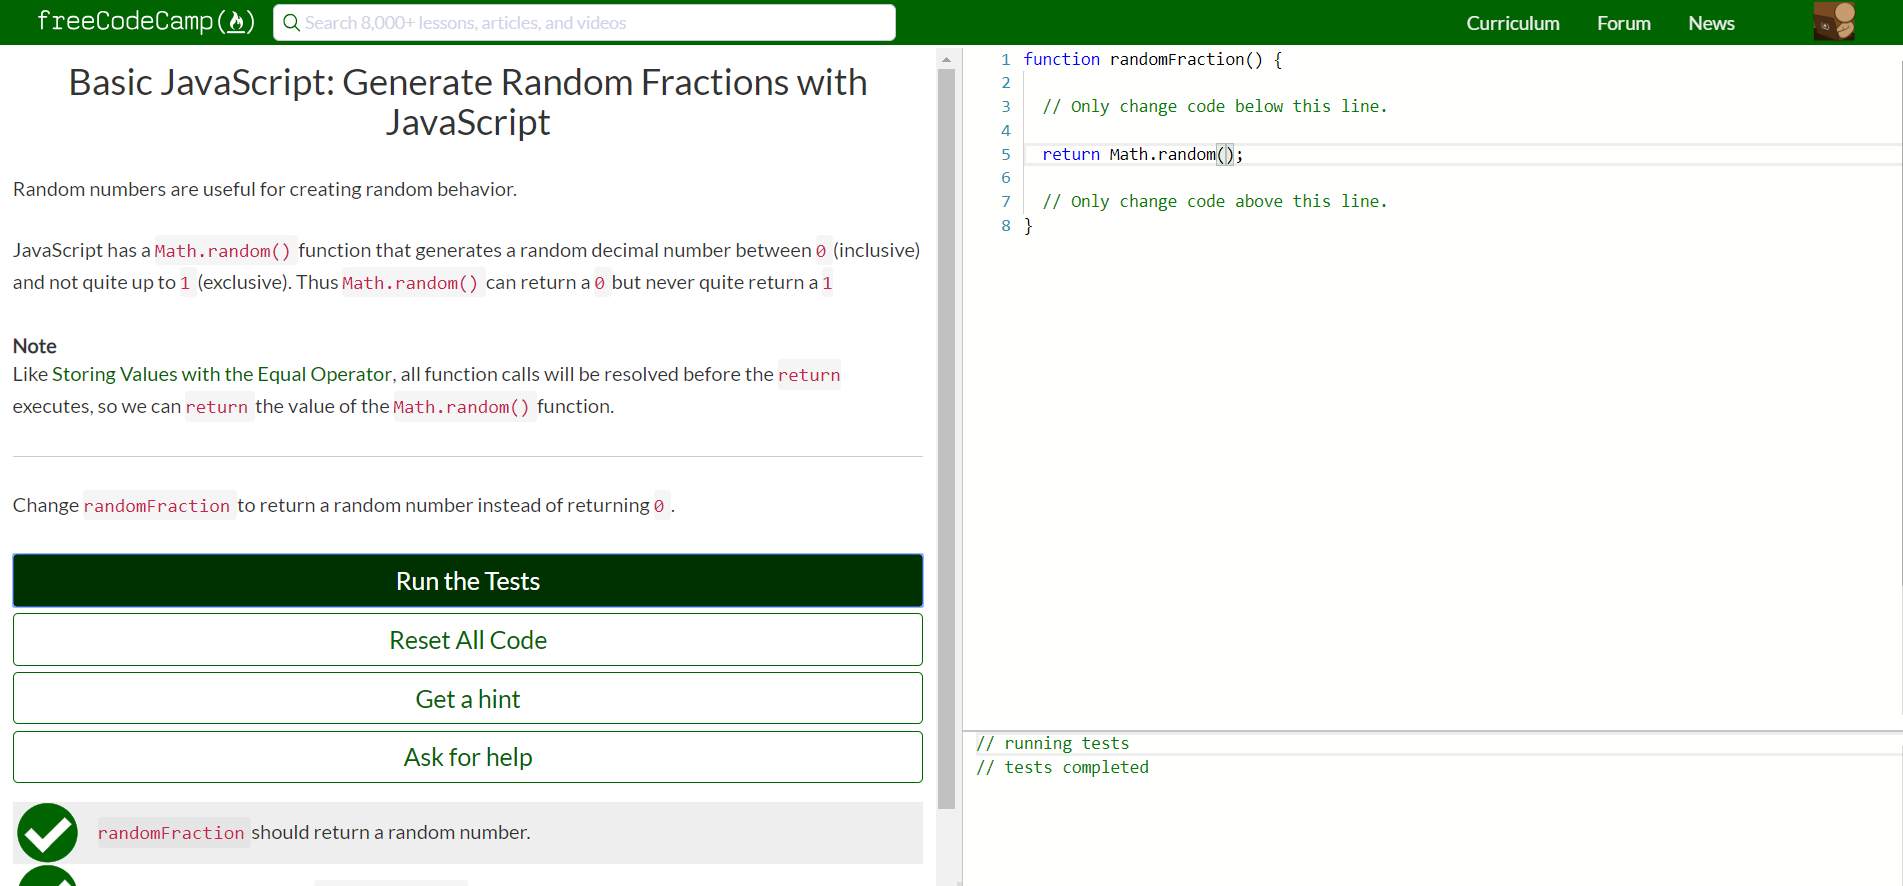 freeCodeCamp
Search 8,000+ lessons, articles, and videos
Curriculum
Forum
News
Basic JavaScript: Generate Random Fractions with
JavaScript
Random numbers are useful for creating random behavior.
JavaScript has a Math.random() function that generates a random decimal number between 0 (inclusive)
and not quite up to 1 (exclusive). Thus Math.random() can return a 0 but never quite return a 1
Note
Like Storing Values with the Equal Operator, all function calls will be resolved before the return
executes, so we can return the value of the Math.random() function.
Change randomFraction to return a random number instead of returning 0 .
Run the Tests
Reset All Code
Get a hint
Ask for help
randomFraction should return a random number.
1 function randomFraction() {
2
3 // Only change code below this line.
4
5 return Math.random();
6
7 // Only change code above this line.
8 }
// running tests
// tests completed